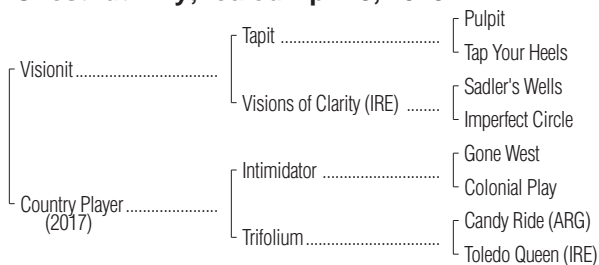 Visionit
Country Player
(2017)
Tapit
Visions of Clarity (IRE)
Intimidator
Trifolium
Pulpit
Tap Your Heels
Sadler's Wells
Imperfect Circle
Gone West
Colonial Play
Candy Ride (ARG)
Toledo Queen (IRE)